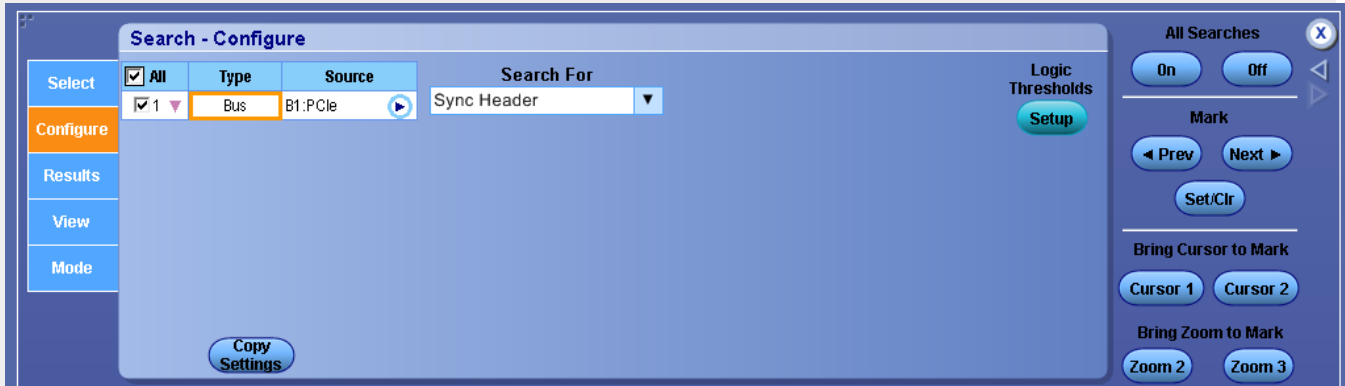 Search - Configure
Select
Configure
Results
View
Mode
All Type Source
1 Bus B1:PCIe
Search For
Sync Header
Logic
Thresholds
Setup
Copy
Settings
All Searches
X
On Off
Mark
◄ Prev Next ►
Set/Clr
Bring Cursor to Mark
Cursor 1 Cursor 2
Bring Zoom to Mark
Zoom 2 Zoom 3